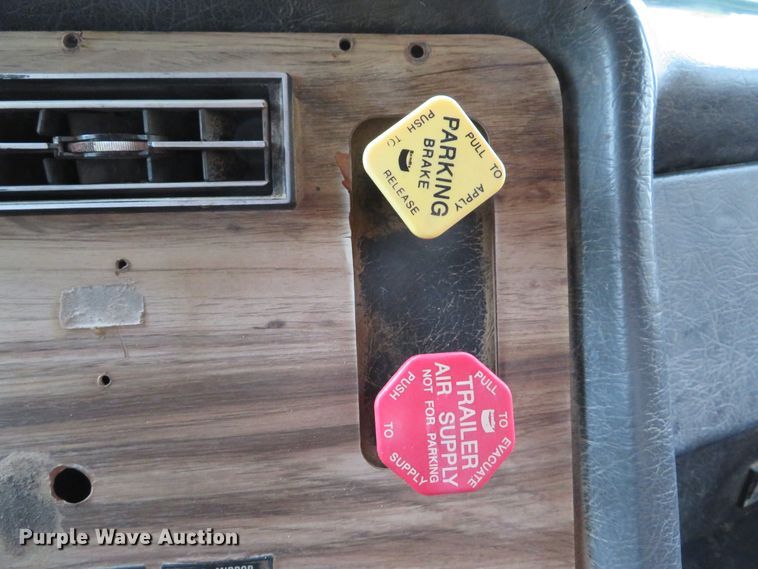 PULL TO APPLY
PARKING
BRAKE
PUSH TO RELEASE
PULL TO EVACUATE
TRAILER
AIR SUPPLY
NOT FOR PARKING
PUSH TO SUPPLY
Purple Wave Auction